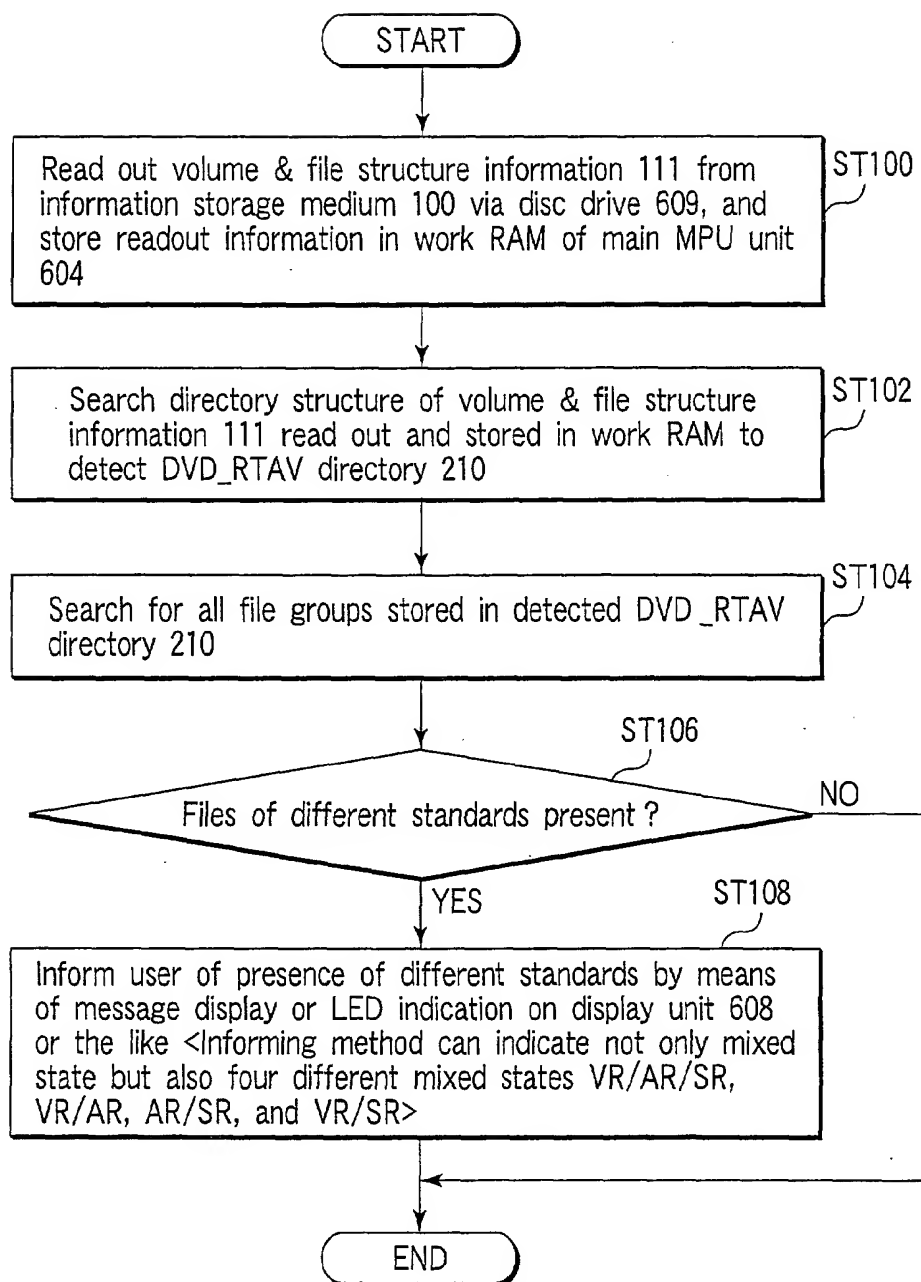 START
ST100
Read out volume & file structure information 111 from
information storage medium 100 via disc drive 609, and
store readout information in work RAM of main MPU unit
604
ST102
Search directory structure of volume & file structure
information 111 read out and stored in work RAM to
detect DVD_RTAV directory 210
ST104
Search for all file groups stored in detected DVD_RTAV
directory 210
ST106
Files of different standards present?
NO
YES
ST108
Inform user of presence of different standards by means
of message display or LED indication on display unit 608
or the like <Informing method can indicate not only mixed
state but also four different mixed states VR/AR/SR,
VR/AR, AR/SR, and VR/SR>
END